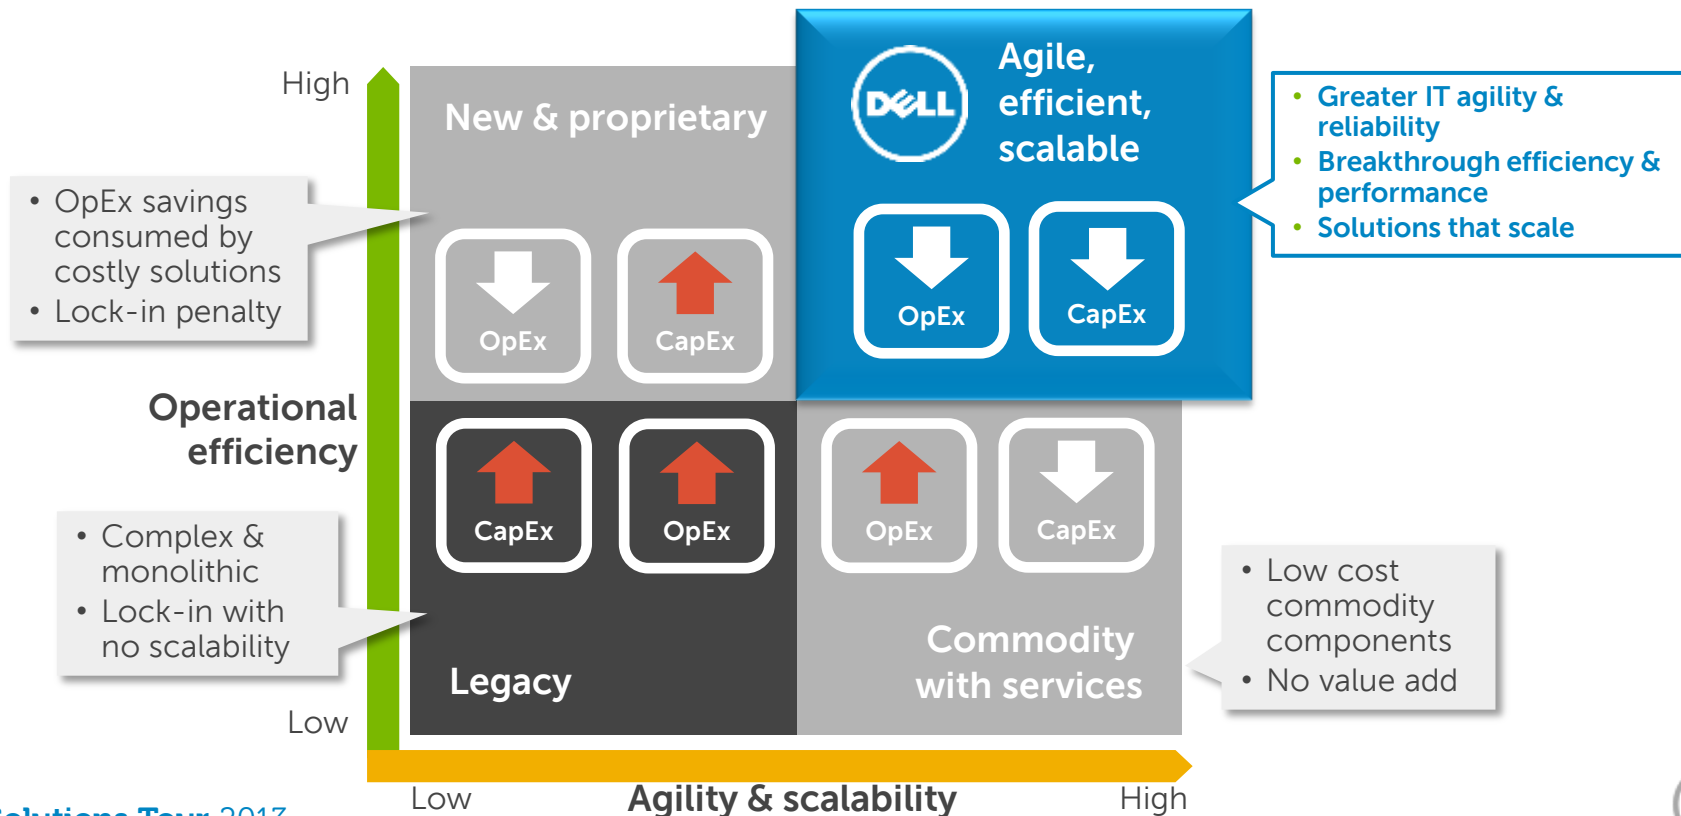 High
New & proprietary
DELL
Agile,
efficient,
scalable
• Greater IT agility &
reliability
• Breakthrough efficiency &
performance
• Solutions that scale
• OpEx savings
consumed by
costly solutions
• Lock-in penalty
OpEx
CapEx
OpEx
CapEx
Operational
efficiency
CapEx
OpEx
OpEx
CapEx
• Complex &
monolithic
• Lock-in with
no scalability
Legacy
Commodity
with services
• Low cost
commodity
components
• No value add
Low
Low
Agility & scalability
High
Solutions Tour 2013